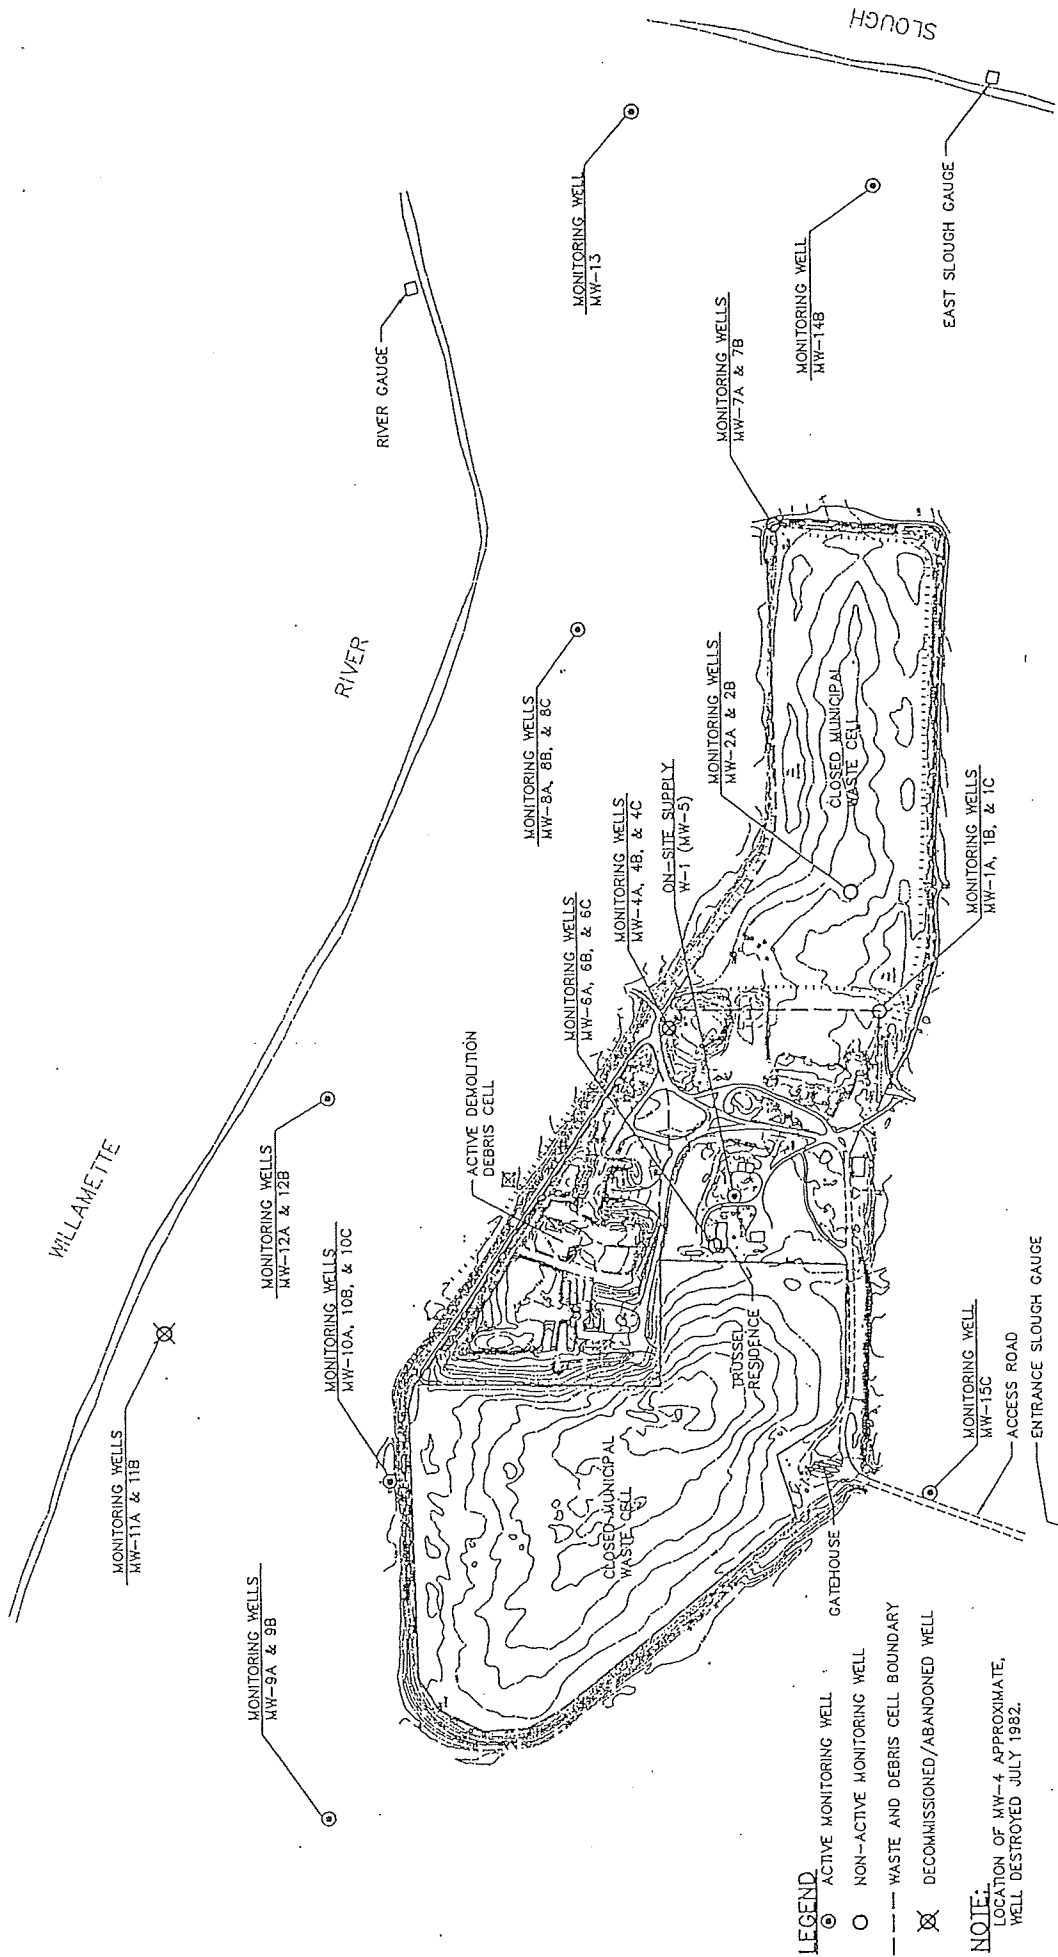 WILLAMETTE
RIVER
SLOUGH
RIVER GAUGE
MONITORING WELL
MW-13
MONITORING WELL
MW-14B
EAST SLOUGH GAUGE
MONITORING WELLS
MW-7A & 7B
MONITORING WELLS
MW-8A, 8B, & 8C
MONITORING WELLS
MW-2A & 2B
CLOSED MUNICIPAL
WASTE CELL
ON-SITE SUPPLY
W-1 (MW-5)
MONITORING WELLS
MW-4A, 4B, & 4C
MONITORING WELLS
MW-6A, 6B, & 6C
MONITORING WELLS
MW-1A, 1B, & 1C
ACTIVE DEMOLITION
DEBRIS CELL
MONITORING WELLS
MW-12A & 12B
MONITORING WELLS
MW-10A, 10B, & 10C
MONITORING WELLS
MW-11A & 11B
MONITORING WELLS
MW-9A & 9B
TRUSSEL
RESIDENCE
CLOSED MUNICIPAL
WASTE CELL
GATEHOUSE
MONITORING WELL
MW-15C
ACCESS ROAD
ENTRANCE SLOUGH GAUGE
LEGEND
ACTIVE MONITORING WELL
NON-ACTIVE MONITORING WELL
WASTE AND DEBRIS CELL BOUNDARY
DECOMMISSIONED/ABANDONED WELL
NOTE:
LOCATION OF MW-4 APPROXIMATE,
WELL DESTROYED JULY 1982.